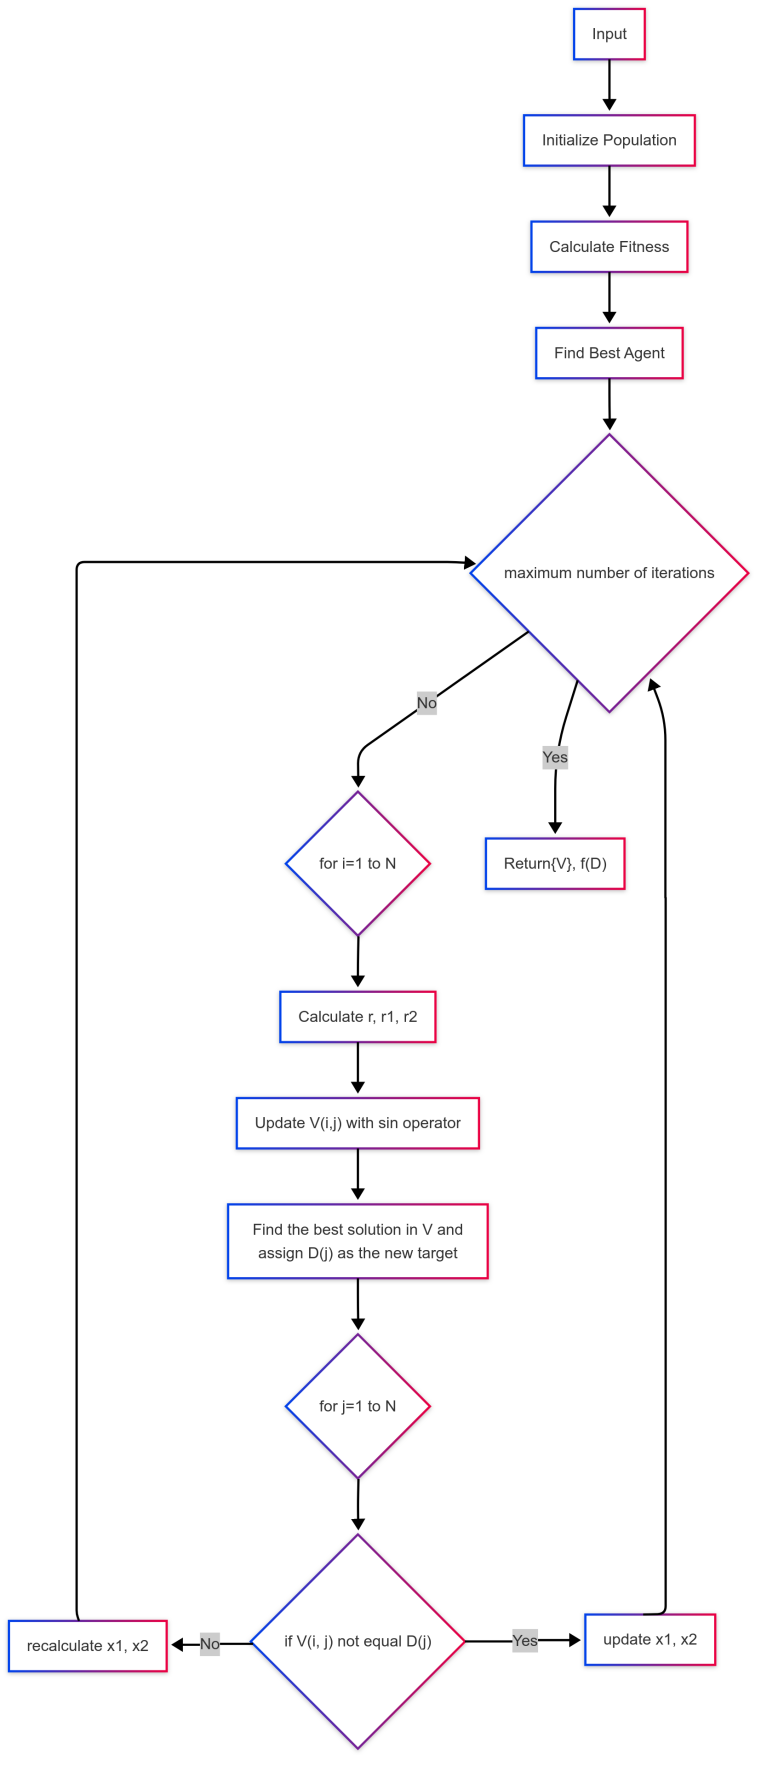 Input
Initialize Population
Calculate Fitness
Find Best Agent
maximum number of iterations
No
Yes
for i=1 to N
Return{V}, f(D)
Calculate r, r1, r2
Update V(i,j) with sin operator
Find the best solution in V and
assign D(j) as the new target
for j=1 to N
recalculate x1, x2
No
if V(i, j) not equal D(j)
Yes
update x1, x2